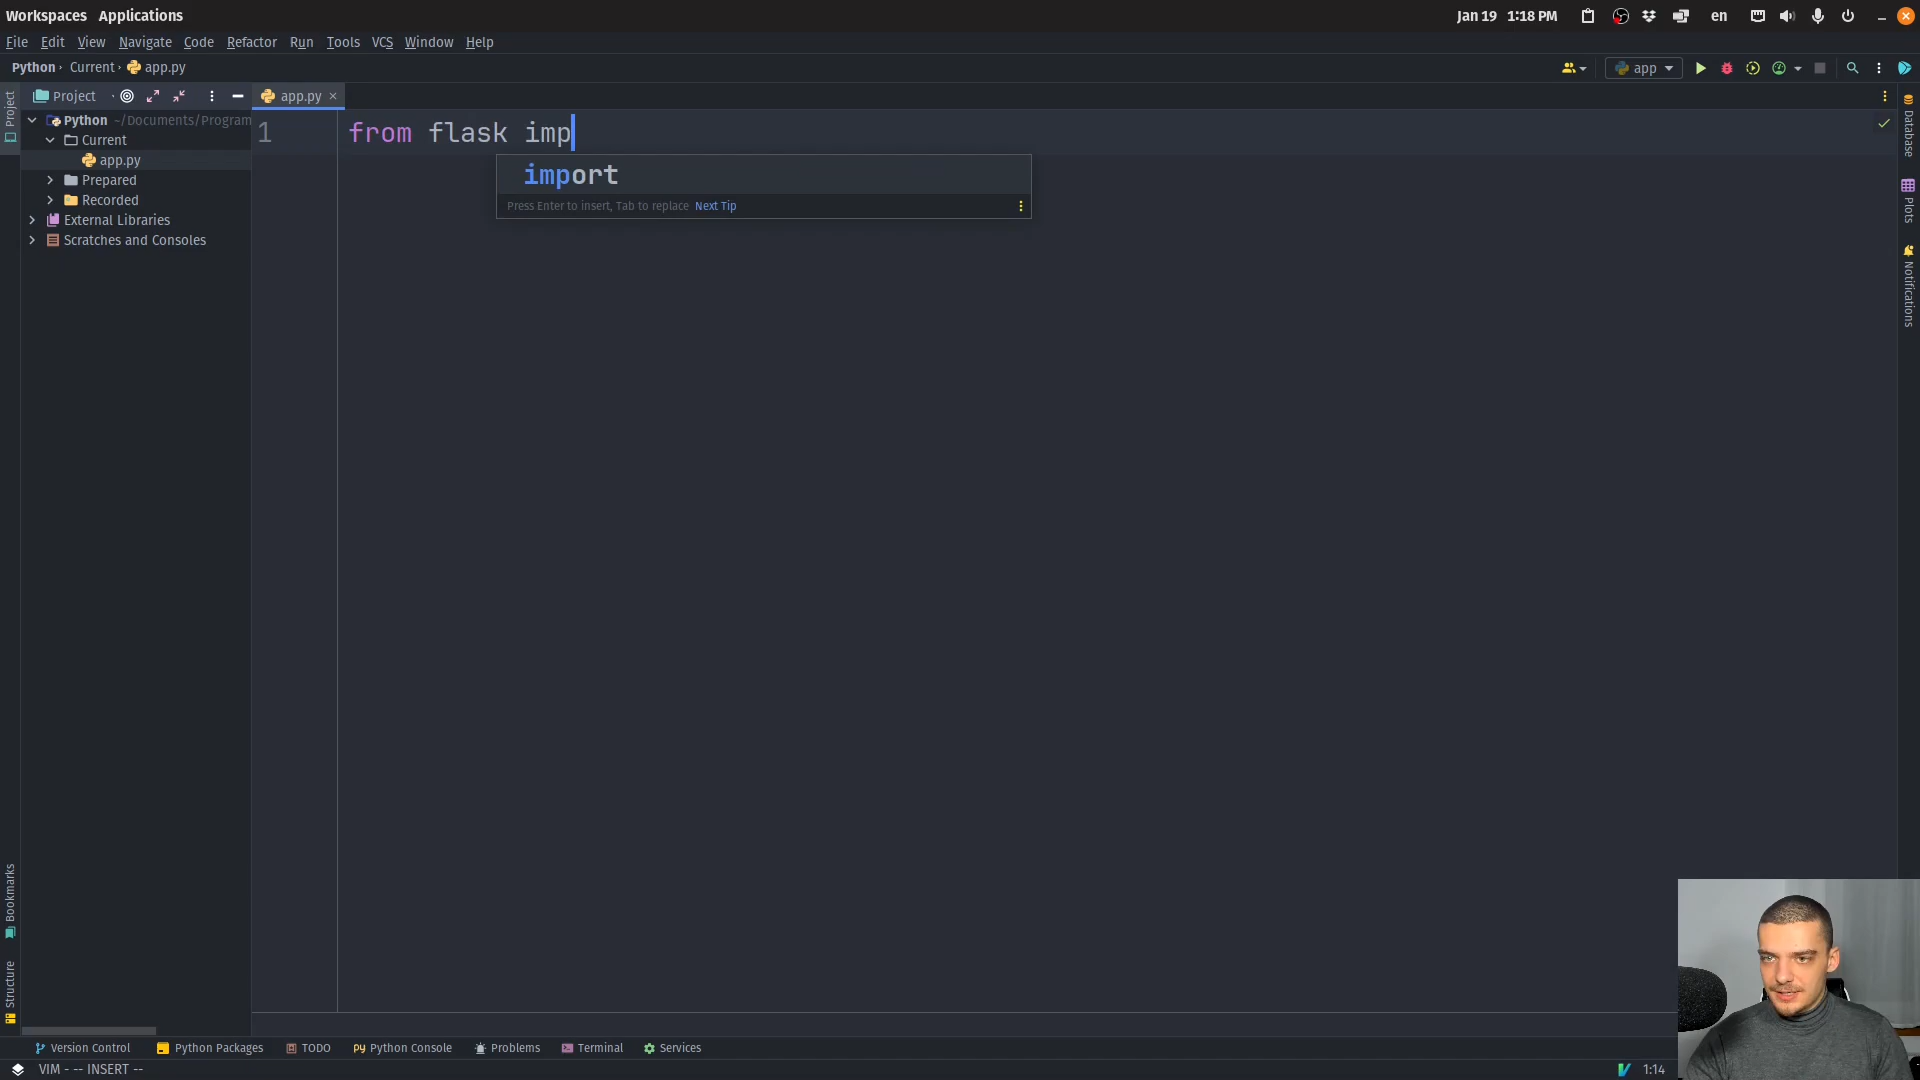 Workspaces Applications Jan 19 1:18 PM en
File Edit View Navigate Code Refactor Run Tools VCS Window Help
Python Current app.py app
Project app.py
Python ~/Documents/Program
Current
app.py
Prepared
Recorded
External Libraries
Scratches and Consoles
Project
Bookmarks
Structure
1 from flask imp
import
Press Enter to insert, Tab to replace Next Tip
Database
Plots
Notifications
Version Control Python Packages TODO Python Console Problems Terminal Services
VIM - -- INSERT -- 1:14